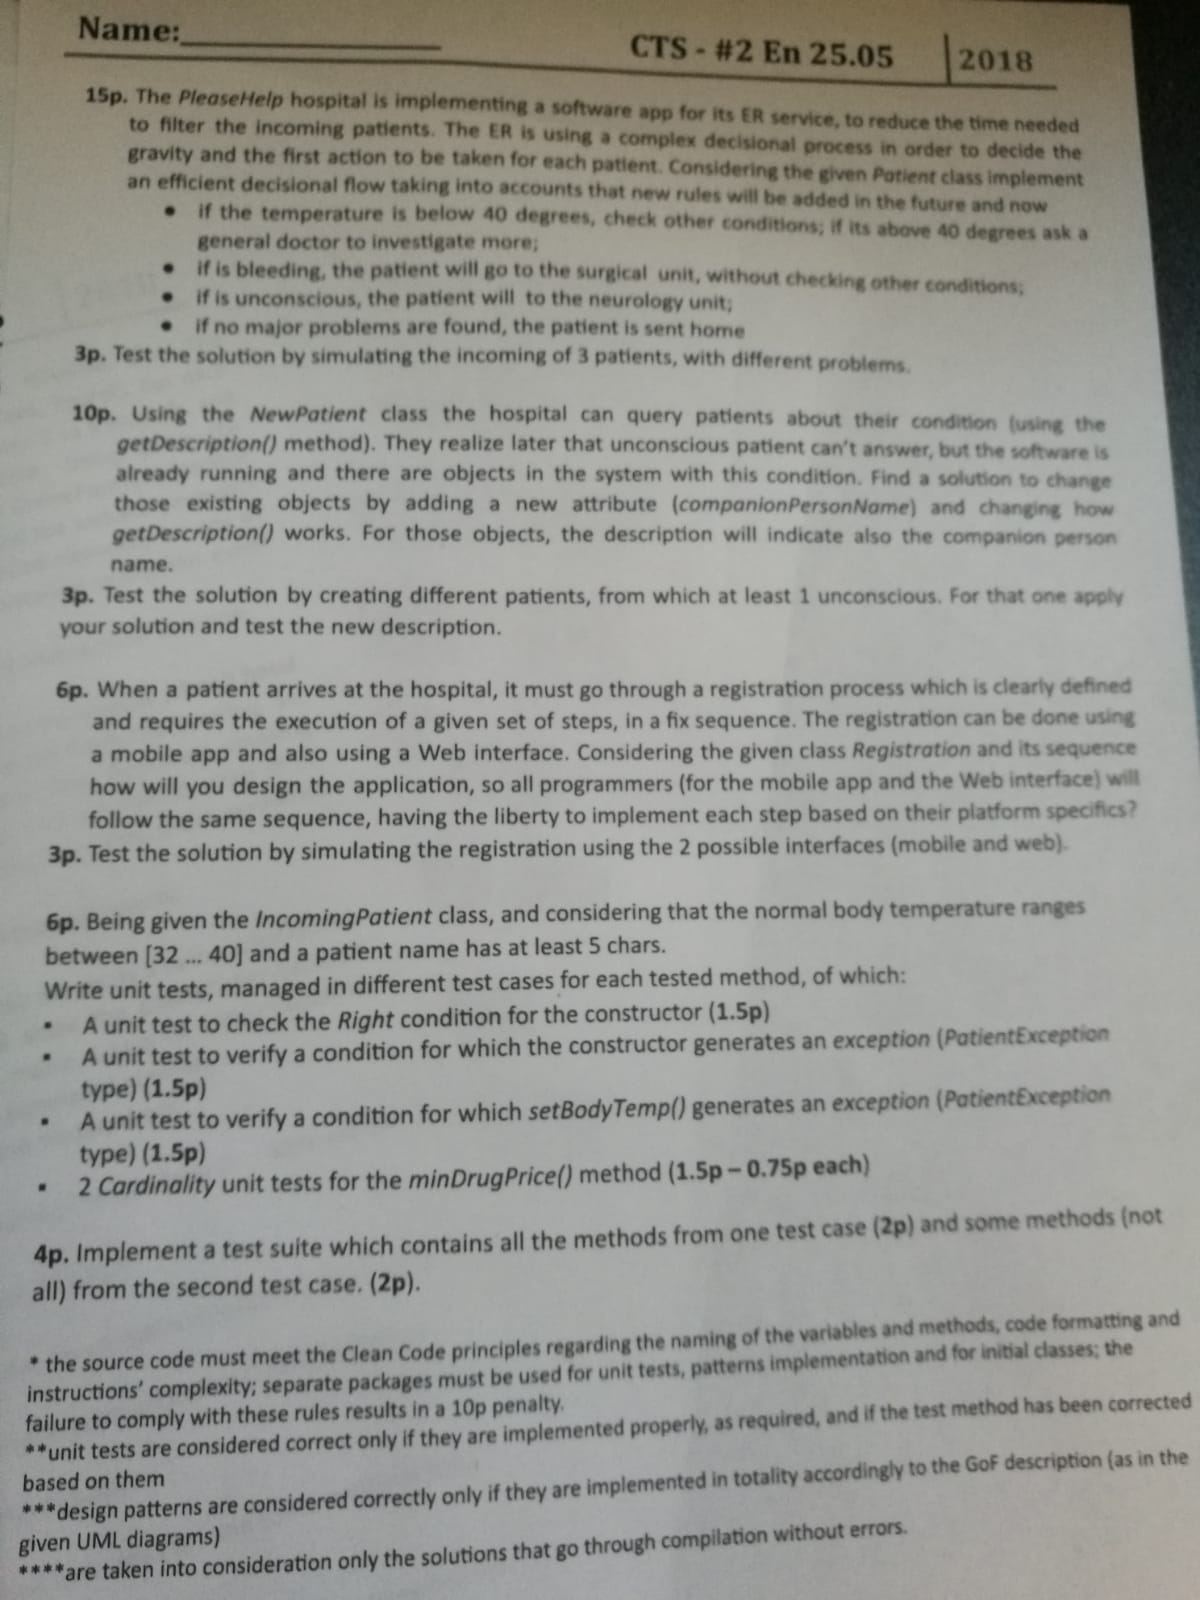 Name:
CTS - #2 En 25.05 2018
15p. The PleaseHelp hospital is implementing a software app for its ER service, to reduce the time needed
to filter the incoming patients. The ER is using a complex decisional process in order to decide the
gravity and the first action to be taken for each patient. Considering the given Patient class implement
an efficient decisional flow taking into accounts that new rules will be added in the future and now
• if the temperature is below 40 degrees, check other conditions; if its above 40 degrees ask a
general doctor to investigate more;
• if is bleeding, the patient will go to the surgical unit, without checking other conditions;
• if is unconscious, the patient will to the neurology unit;
• if no major problems are found, the patient is sent home
3p. Test the solution by simulating the incoming of 3 patients, with different problems.
10p. Using the NewPatient class the hospital can query patients about their condition (using the
getDescription() method). They realize later that unconscious patient can't answer, but the software is
already running and there are objects in the system with this condition. Find a solution to change
those existing objects by adding a new attribute (companionPersonName) and changing how
getDescription() works. For those objects, the description will indicate also the companion person
name.
3p. Test the solution by creating different patients, from which at least 1 unconscious. For that one apply
your solution and test the new description.
6p. When a patient arrives at the hospital, it must go through a registration process which is clearly defined
and requires the execution of a given set of steps, in a fix sequence. The registration can be done using
a mobile app and also using a Web interface. Considering the given class Registration and its sequence
how will you design the application, so all programmers (for the mobile app and the Web interface) will
follow the same sequence, having the liberty to implement each step based on their platform specifics?
3p. Test the solution by simulating the registration using the 2 possible interfaces (mobile and web).
6p. Being given the IncomingPatient class, and considering that the normal body temperature ranges
between [32 ... 40] and a patient name has at least 5 chars.
Write unit tests, managed in different test cases for each tested method, of which:
▪ A unit test to check the Right condition for the constructor (1.5p)
▪ A unit test to verify a condition for which the constructor generates an exception (PatientException
type) (1.5p)
▪ A unit test to verify a condition for which setBodyTemp() generates an exception (PatientException
type) (1.5p)
▪ 2 Cardinality unit tests for the minDrugPrice() method (1.5p – 0.75p each)
4p. Implement a test suite which contains all the methods from one test case (2p) and some methods (not
all) from the second test case. (2p).
* the source code must meet the Clean Code principles regarding the naming of the variables and methods, code formatting and
instructions' complexity; separate packages must be used for unit tests, patterns implementation and for initial classes; the
failure to comply with these rules results in a 10p penalty.
**unit tests are considered correct only if they are implemented properly, as required, and if the test method has been corrected
based on them
***design patterns are considered correctly only if they are implemented in totality accordingly to the GoF description (as in the
given UML diagrams)
****are taken into consideration only the solutions that go through compilation without errors.